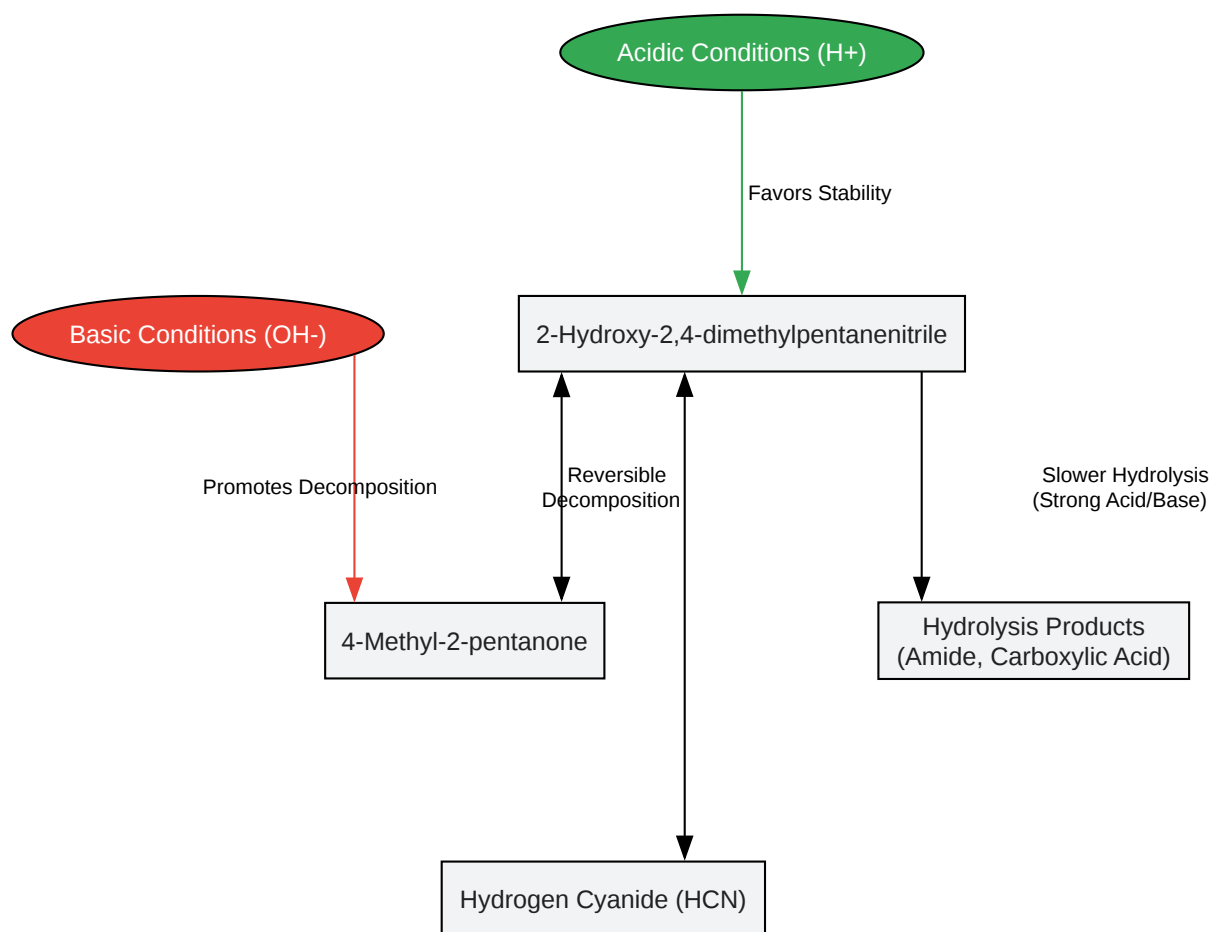 Acidic Conditions (H+)
Favors Stability
Basic Conditions (OH-)
2-Hydroxy-2,4-dimethylpentanenitrile
Promotes Decomposition
Reversible
Decomposition
Slower Hydrolysis
(Strong Acid/Base)
4-Methyl-2-pentanone
Hydrolysis Products
(Amide, Carboxylic Acid)
Hydrogen Cyanide (HCN)